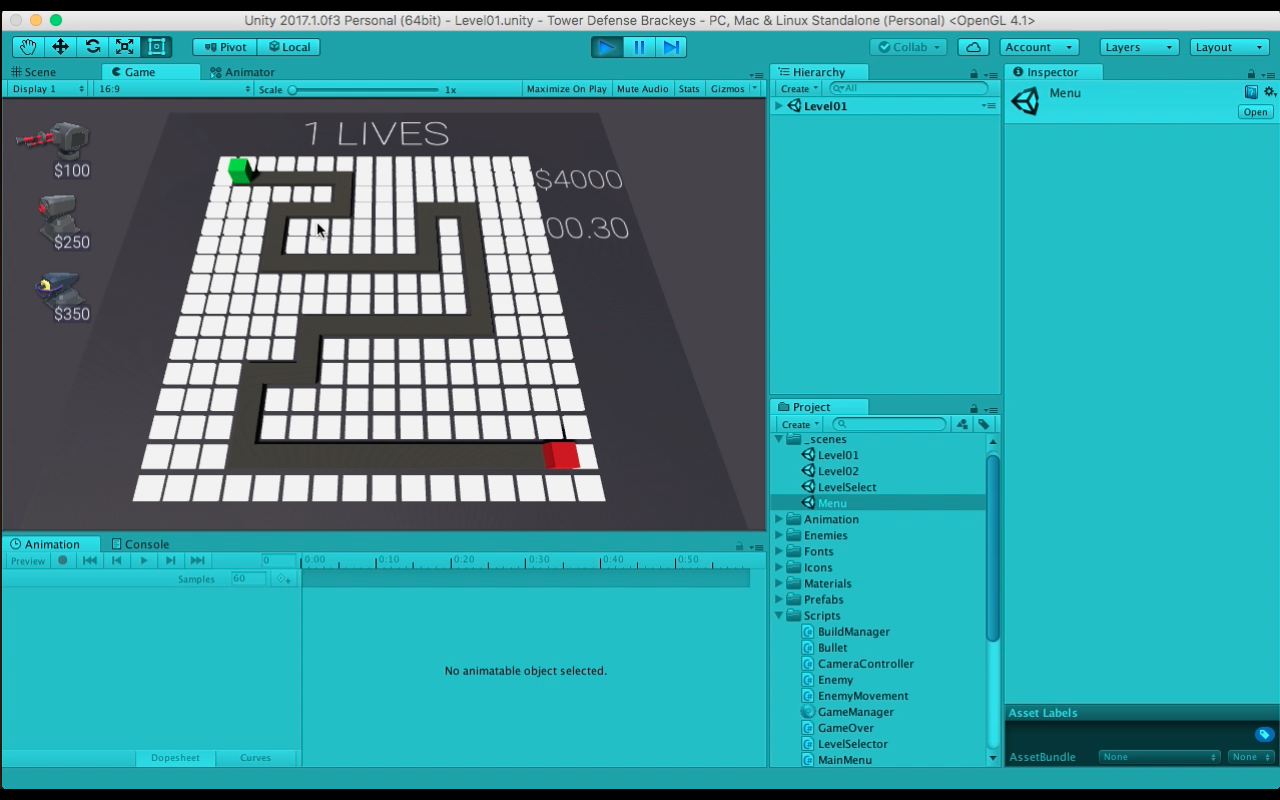 Unity 2017.1.0f3 Personal (64bit) - Level01.unity - Tower Defense Brackeys - PC, Mac & Linux Standalone (Personal) <OpenGL 4.1>
Pivot Local Collab Account Layers Layout
Scene Game Animator
Display 1 16:9 Scale 1x Maximize On Play Mute Audio Stats Gizmos
1 LIVES
$100
$4000
$250
00.30
$350
Hierarchy
Create All
Level01
Inspector
Menu
Open
Project
Create
_scenes
Level01
Level02
LevelSelect
Menu
Animation
Enemies
Fonts
Icons
Materials
Prefabs
Scripts
BuildManager
Bullet
CameraController
Enemy
EnemyMovement
GameManager
GameOver
LevelSelector
MainMenu
Animation Console
Preview 0 0:00 0:10 0:20 0:30 0:40 0:50
Samples 60
No animatable object selected.
Dopesheet Curves
Asset Labels
AssetBundle None None